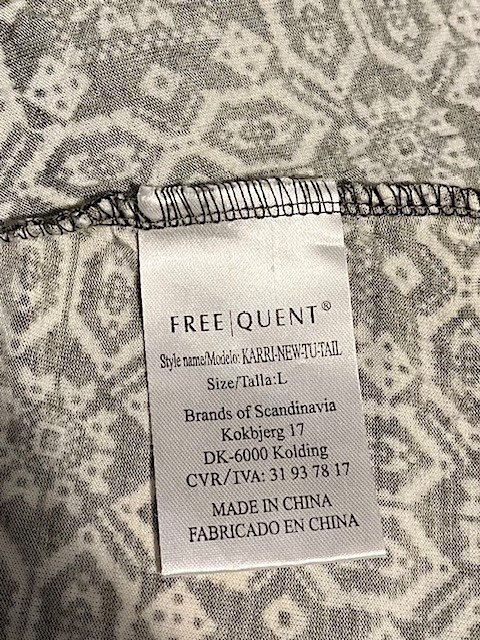 FREE|QUENT®
Style name/Modelo: KARRI-NEW-TU-TAIL
Size/Talla:L
Brands of Scandinavia
Kokbjerg 17
DK-6000 Kolding
CVR/IVA: 31 93 78 17
MADE IN CHINA
FABRICADO EN CHINA